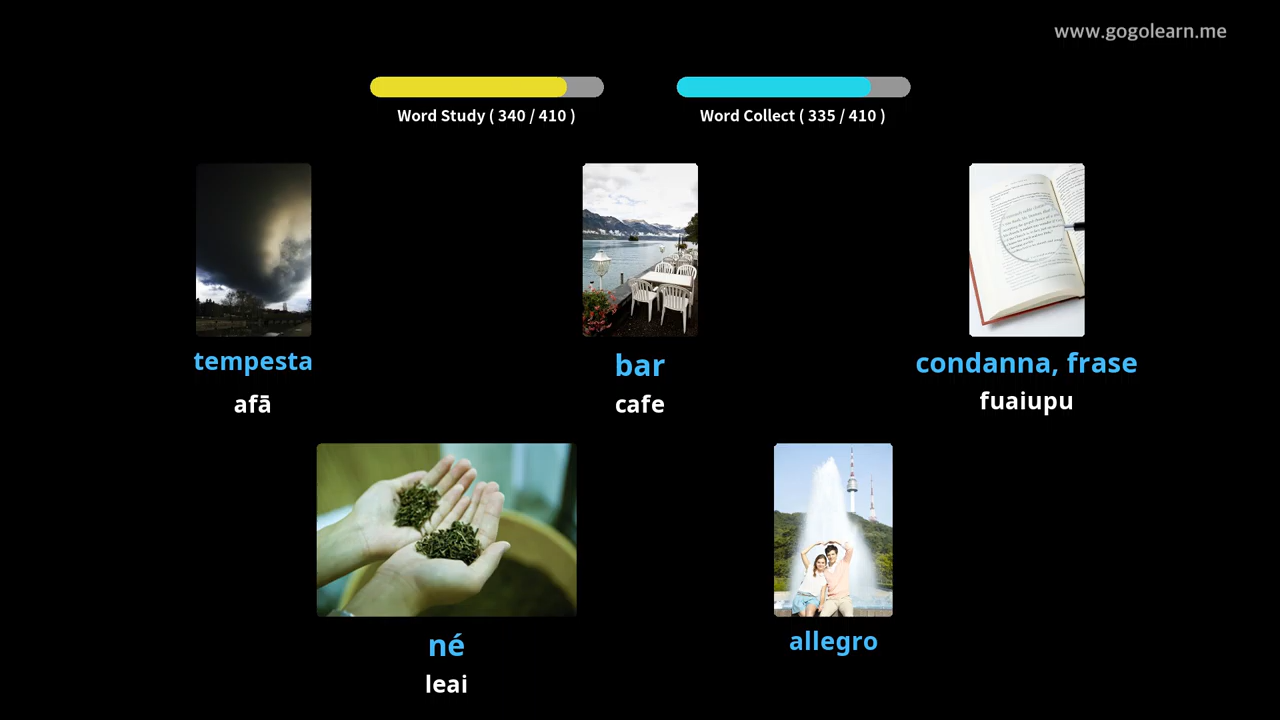 www.gogolearn.me
Word Study ( 340 / 410 )
Word Collect ( 335 / 410 )
tempesta
afā
bar
cafe
condanna, frase
fuaiupu
né
leai
allegro